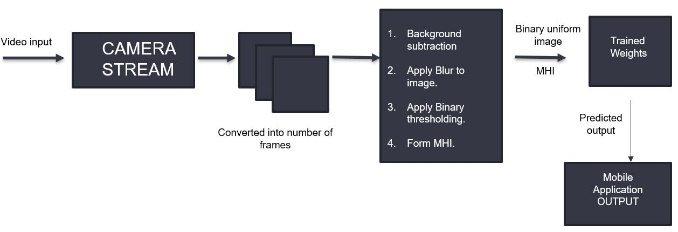 Video input
CAMERA
STREAM
Converted into number of
frames
1. Background
subtraction
2. Apply Blur to
image.
3. Apply Binary
thresholding.
4. Form MHI.
Binary uniform
image
MHI
Trained
Weights
Predicted
output
Mobile
Application
OUTPUT